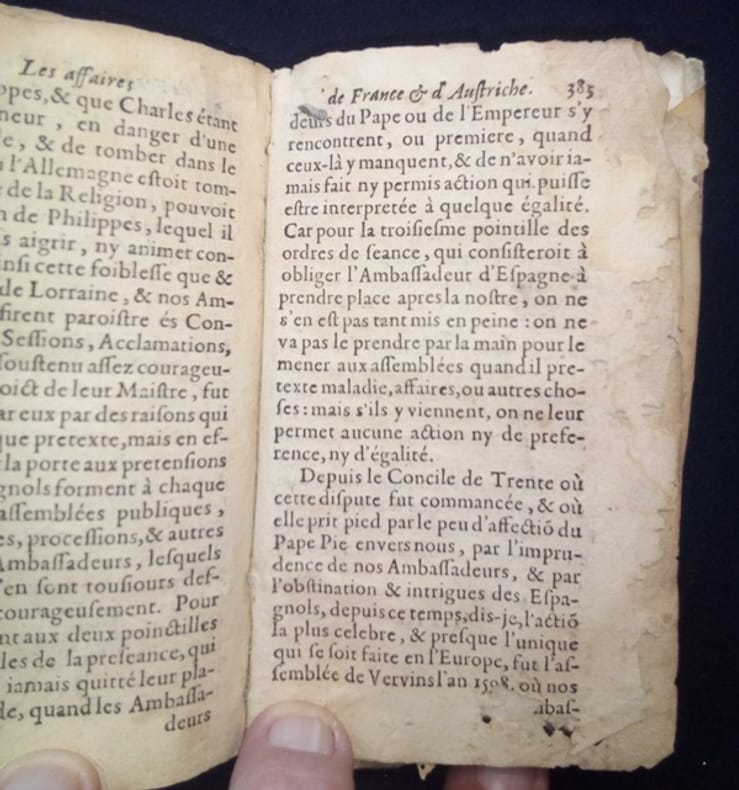 Les affaires
ppes, & que Charles éſtant
neur, en danger d'une
le, & de tomber dans le
l'Allemagne eſtoit tom-
de la Religion, pouvoit
n de Philippes, lequel il
s aigrir, ny animer con-
inſi cette foibleſſe que &
de Lorraine, & nos Am-
firent paroiſtre és Con-
Seſſions, Acclamations,
ſouſtenu aſſez courageu-
oict de leur Maiſtre, fut
ar eux par des raiſons qui
que pretexte, mais en ef-
la porte aux pretenſions
gnols forment à chaque
aſſemblées publiques,
es, proceſſions, & autres
Ambaſſadeurs, leſquels
'en ſont touſiours def-
courageuſement. Pour
nt aux deux poinctilles
les de la preſeance, qui
iamais quitté leur pla-
de, quand les Ambaſſa-
deurs
de France & d'Auſtriche. 385
deurs du Pape ou de l'Empereur s'y
rencontrent, ou premiere, quand
ceux-là y manquent, & de n'avoir ia-
mais fait ny permis action qui puiſſe
eſtre interpretée à quelque égalité.
Car pour la troiſieſme pointille des
ordres de ſeance, qui conſiſteroit à
obliger l'Ambaſſadeur d'Eſpagne à
prendre place apres la noſtre, on ne
s'en eſt pas tant mis en peine : on ne
va pas le prendre par la main pour le
mener aux aſſemblées quand il pre-
texte maladie, affaires, ou autres cho-
ſes : mais s'ils y viennent, on ne leur
permet aucune action ny de prefe-
rence, ny d'égalité.
Depuis le Concile de Trente où
cette diſpute fut commancée, & où
elle prit pied par le peu d'affectiõ du
Pape Pie envers nous, par l'impru-
dence de nos Ambaſſadeurs, & par
l'obſtination & intrigues des Eſpa-
gnols, depuis ce temps, dis-je, l'actiõ
la plus celebre, & preſque l'unique
qui ſe ſoit faite en l'Europe, fut l'aſ-
ſemblée de Vervins l'an 1598. où nos
abaſ-